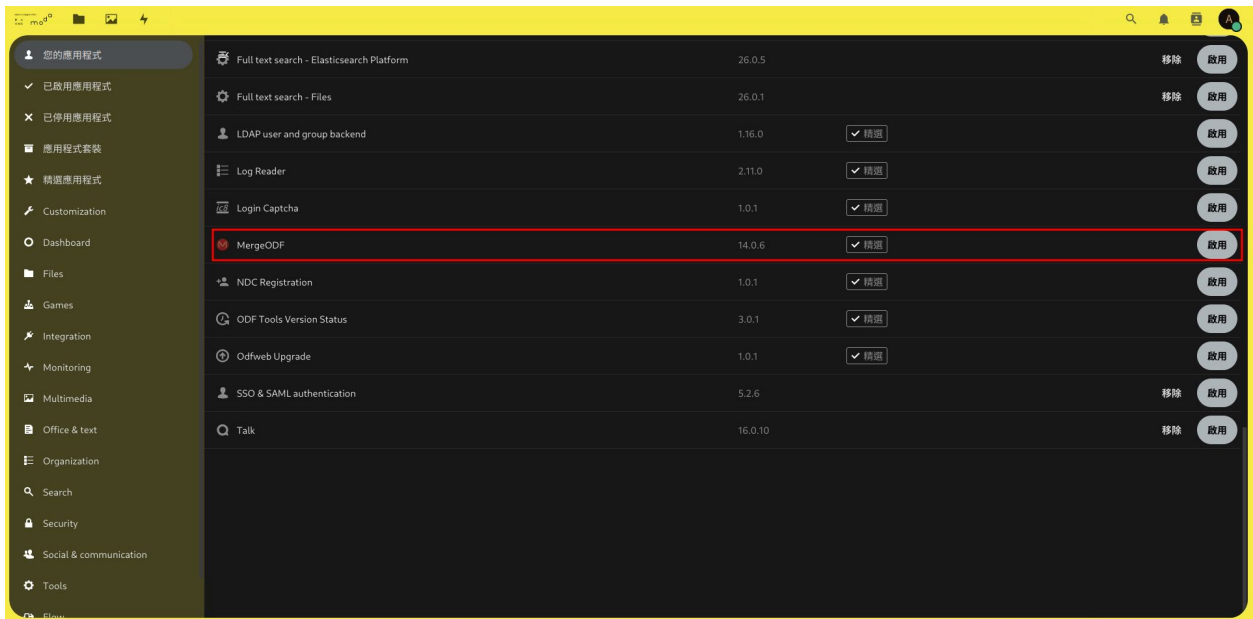 moda
A
您的應用程式
已啟用應用程式
已停用應用程式
應用程式套裝
精選應用程式
Customization
Dashboard
Files
Games
Integration
Monitoring
Multimedia
Office & text
Organization
Search
Security
Social & communication
Tools
Flow
Full text search - Elasticsearch Platform 26.0.5 移除 啟用
Full text search - Files 26.0.1 移除 啟用
LDAP user and group backend 1.16.0 ✔ 精選 啟用
Log Reader 2.11.0 ✔ 精選 啟用
Login Captcha 1.0.1 ✔ 精選 啟用
MergeODF 14.0.6 ✔ 精選 啟用
NDC Registration 1.0.1 ✔ 精選 啟用
ODF Tools Version Status 3.0.1 ✔ 精選 啟用
Odfweb Upgrade 1.0.1 ✔ 精選 啟用
SSO & SAML authentication 5.2.6 移除 啟用
Talk 16.0.10 移除 啟用